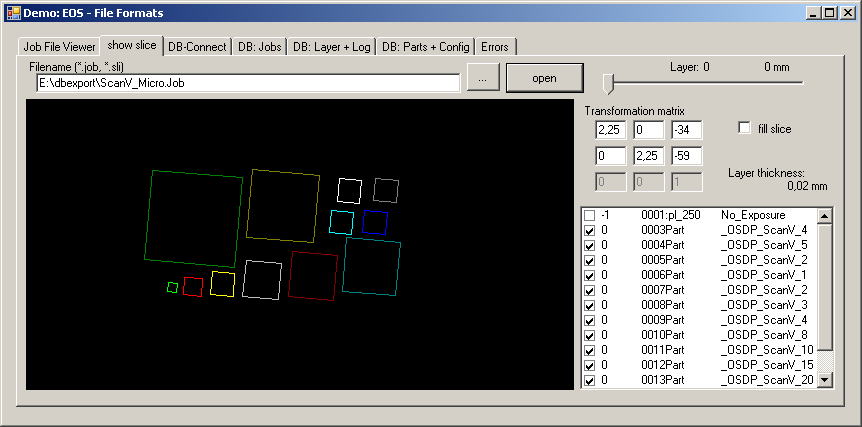 Demo: EOS - File Formats
Job File Viewer show slice DB-Connect DB: Jobs DB: Layer + Log DB: Parts + Config Errors
Filename (*.job, *.sli)
E:\dbexport\ScanV_Micro.Job ... open
Layer: 0 0 mm
Transformation matrix
2,25 0 -34 fill slice
0 2,25 -59
Layer thickness:
0 0 1 0,02 mm
-1 0001:pl_250 No_Exposure
0 0003Part _OSDP_ScanV_4
0 0004Part _OSDP_ScanV_5
0 0005Part _OSDP_ScanV_2
0 0006Part _OSDP_ScanV_1
0 0007Part _OSDP_ScanV_2
0 0008Part _OSDP_ScanV_3
0 0009Part _OSDP_ScanV_4
0 0010Part _OSDP_ScanV_8
0 0011Part _OSDP_ScanV_10
0 0012Part _OSDP_ScanV_15
0 0013Part _OSDP_ScanV_20